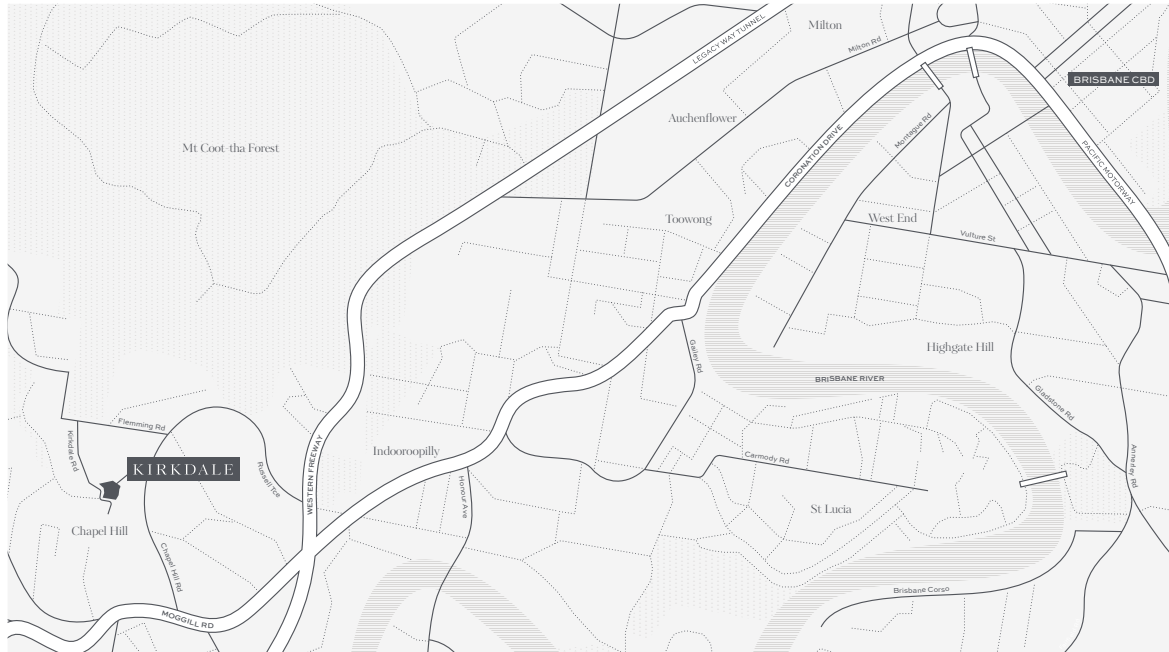 Milton
LEGACY WAY TUNNEL
Milton Rd
BRISBANE CBD
Auchenflower
Mt Coot-tha Forest
CORONATION DRIVE
Montague Rd
PACIFIC MOTORWAY
Toowong
West End
Vulture St
Gailey Rd
Highgate Hill
BRISBANE RIVER
Gladstone Rd
Flemming Rd
Kirkdale Rd
KIRKDALE
Russell Tce
WESTERN FREEWAY
Indooroopilly
Honour Ave
Carmody Rd
Annerley Rd
St Lucia
Chapel Hill
Chapel Hill Rd
Brisbane Corso
MOGGILL RD